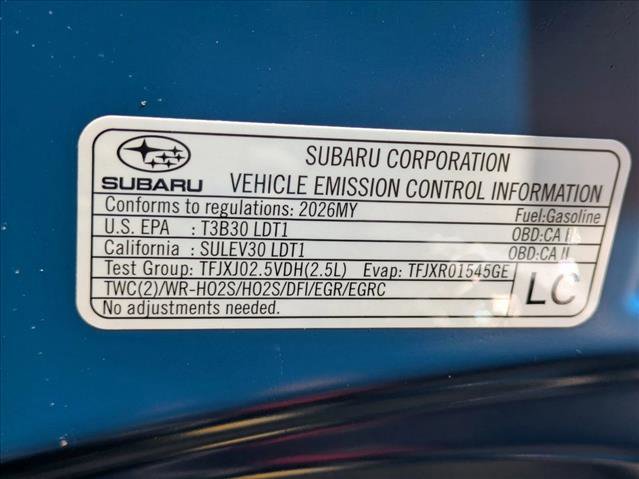 SUBARU
SUBARU CORPORATION
VEHICLE EMISSION CONTROL INFORMATION
Conforms to regulations: 2026MY Fuel:Gasoline
U.S. EPA : T3B30 LDT1 OBD:CA II
California : SULEV30 LDT1 OBD:CA II
Test Group: TFJXJ02.5VDH(2.5L) Evap: TFJXR01545GE
TWC(2)/WR-HO2S/HO2S/DFI/EGR/EGRC
No adjustments needed.
LC